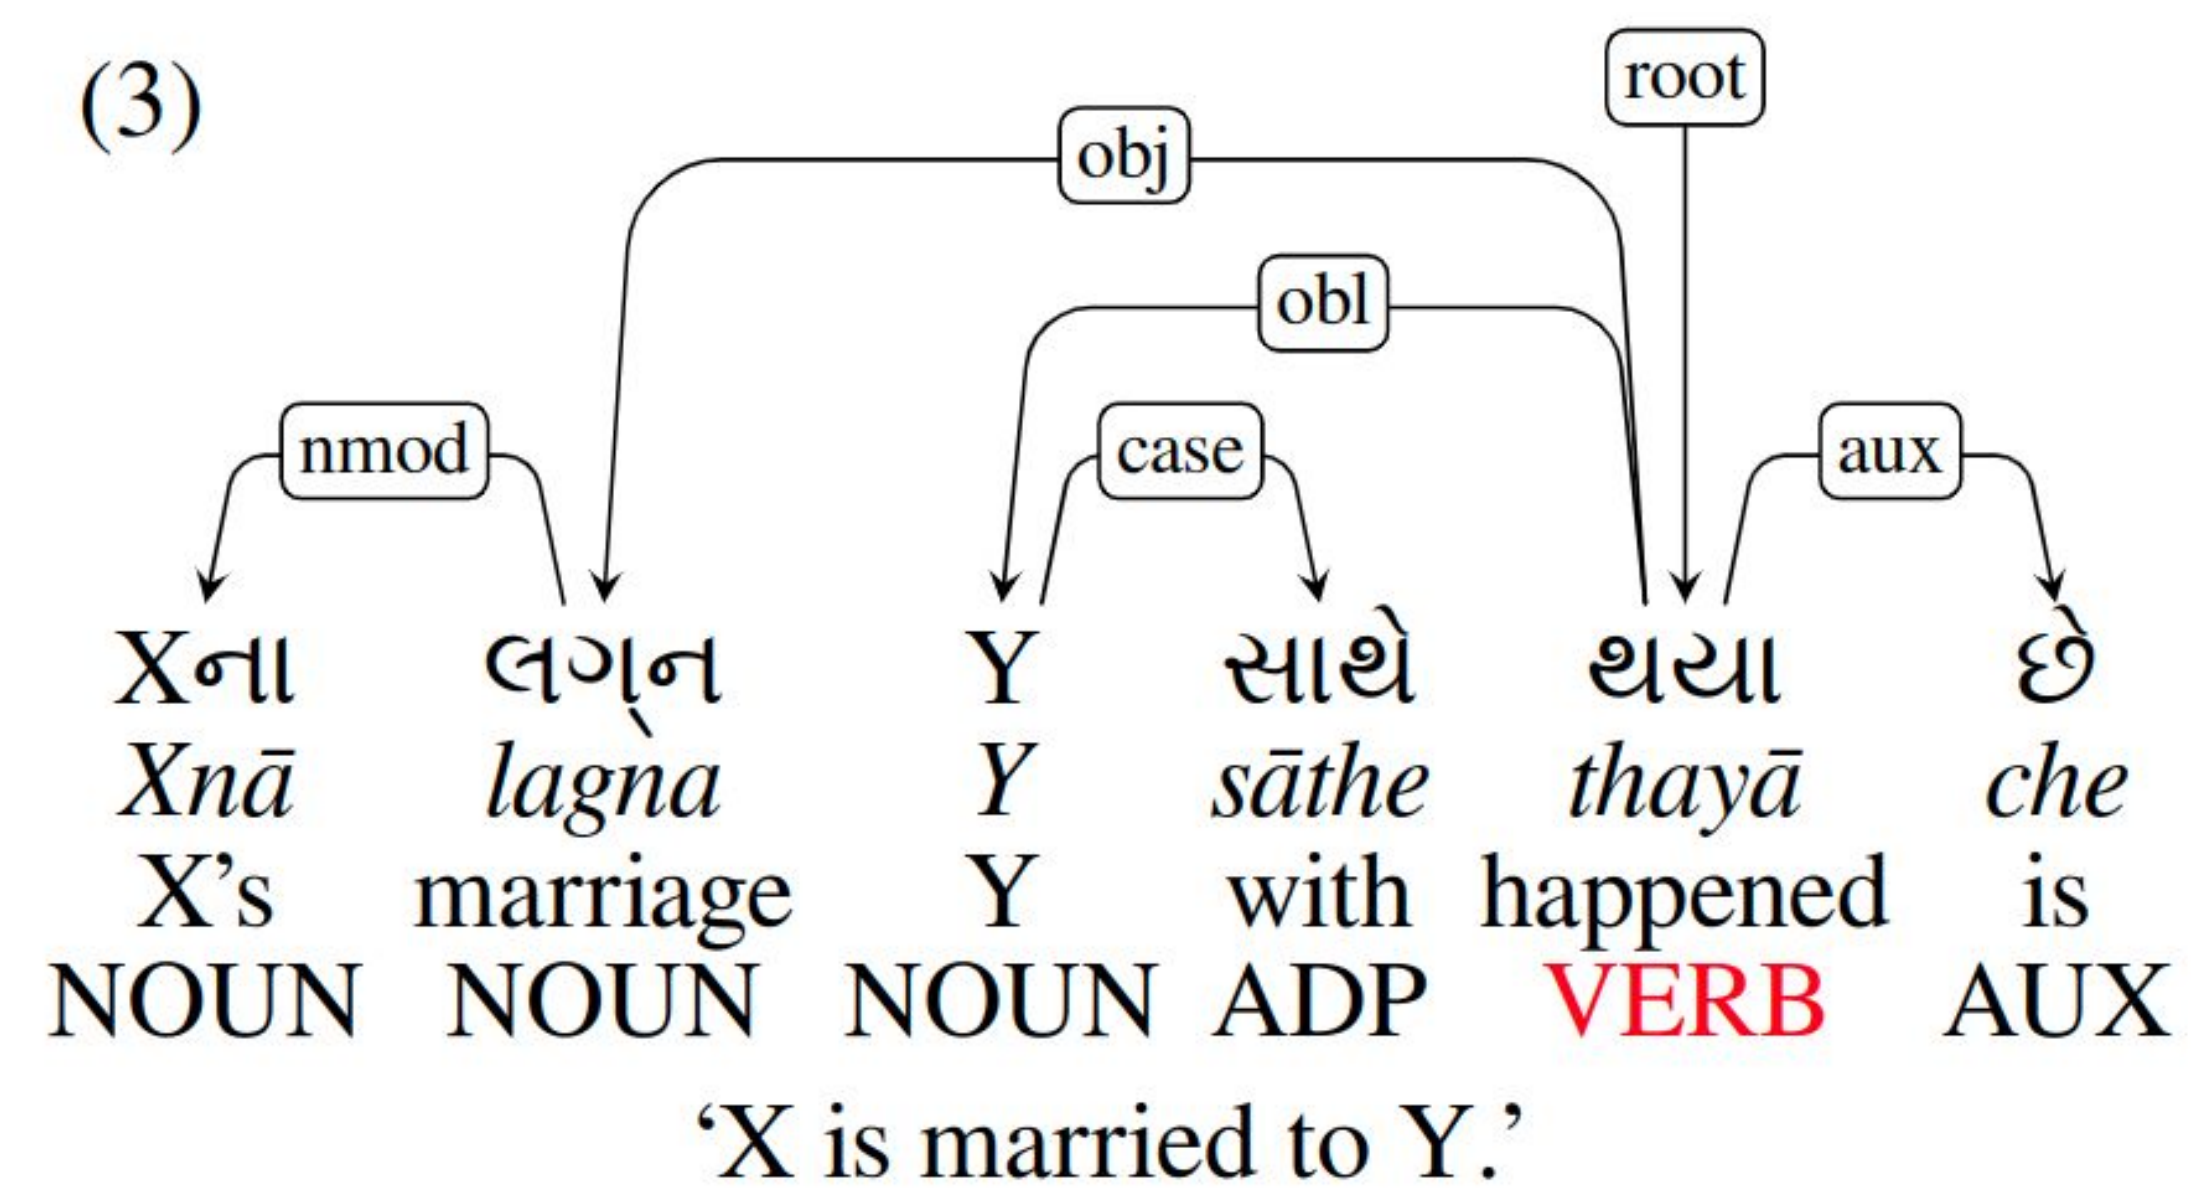 (3)
root
obj
obl
nmod case aux
Xના લગ્ન Y સાથે થયા છે
Xnā lagna Y sāthe thayā che
X’s marriage Y with happened is
NOUN NOUN NOUN ADP VERB AUX
‘X is married to Y.’